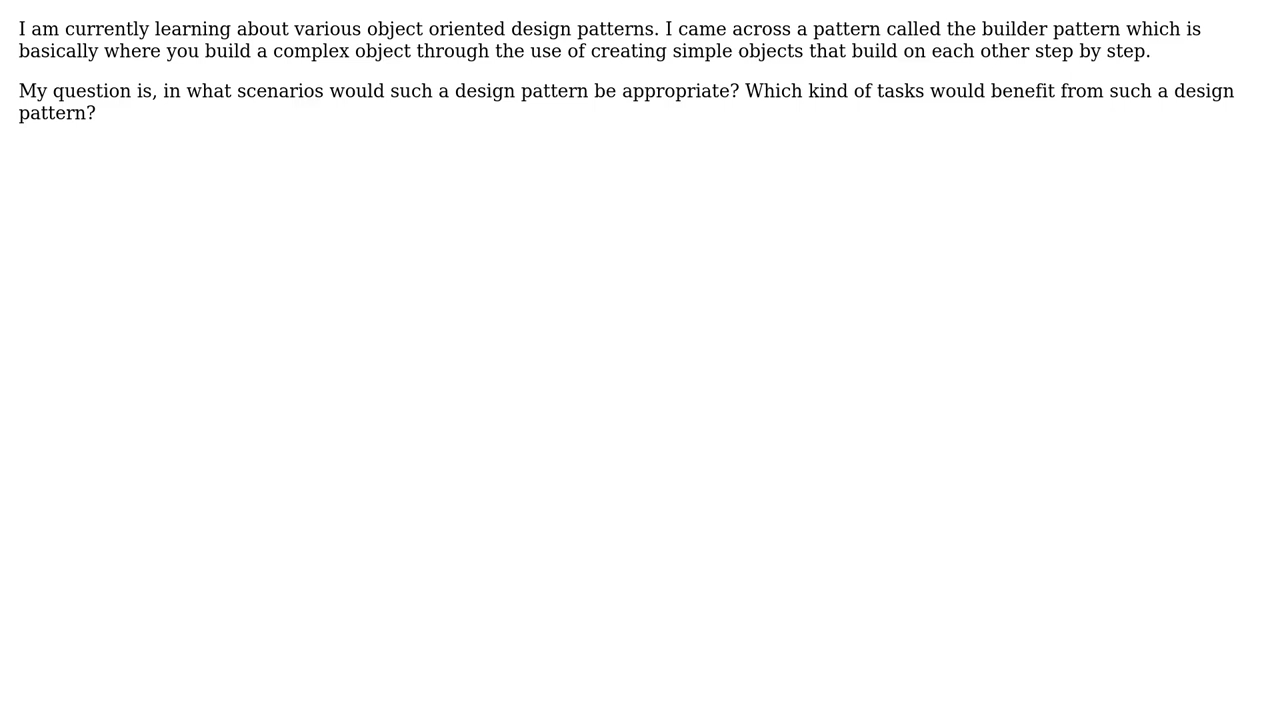 I am currently learning about various object oriented design patterns. I came across a pattern called the builder pattern which is
basically where you build a complex object through the use of creating simple objects that build on each other step by step.
My question is, in what scenarios would such a design pattern be appropriate? Which kind of tasks would benefit from such a design
pattern?